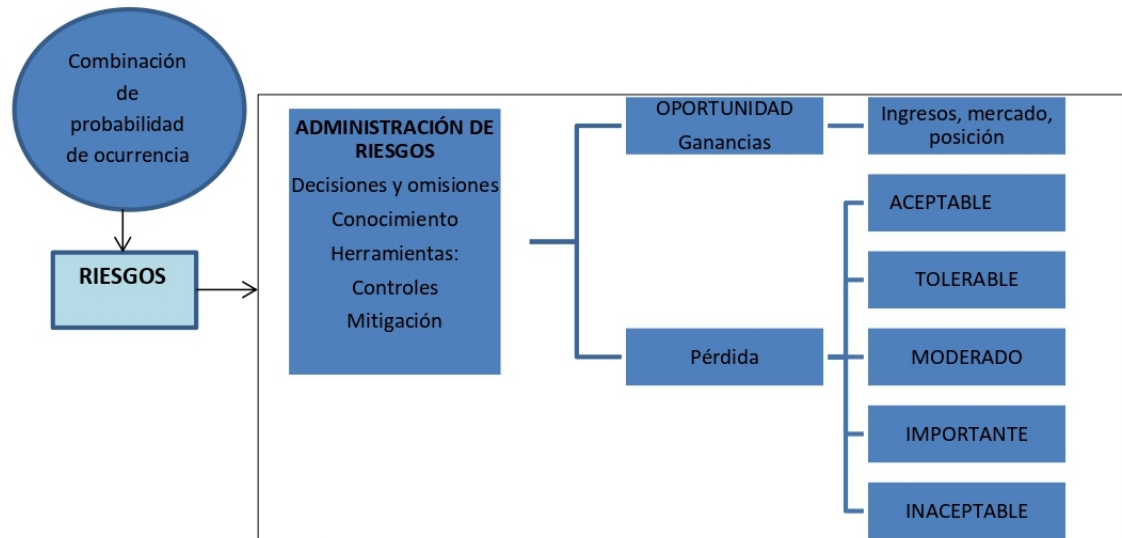 Combinación
de
probabilidad
de ocurrencia
RIESGOS
ADMINISTRACIÓN DE
RIESGOS
Decisiones y omisiones
Conocimiento
Herramientas:
Controles
Mitigación
OPORTUNIDAD
Ganancias
Ingresos, mercado,
posición
Pérdida
ACEPTABLE
TOLERABLE
MODERADO
IMPORTANTE
INACEPTABLE